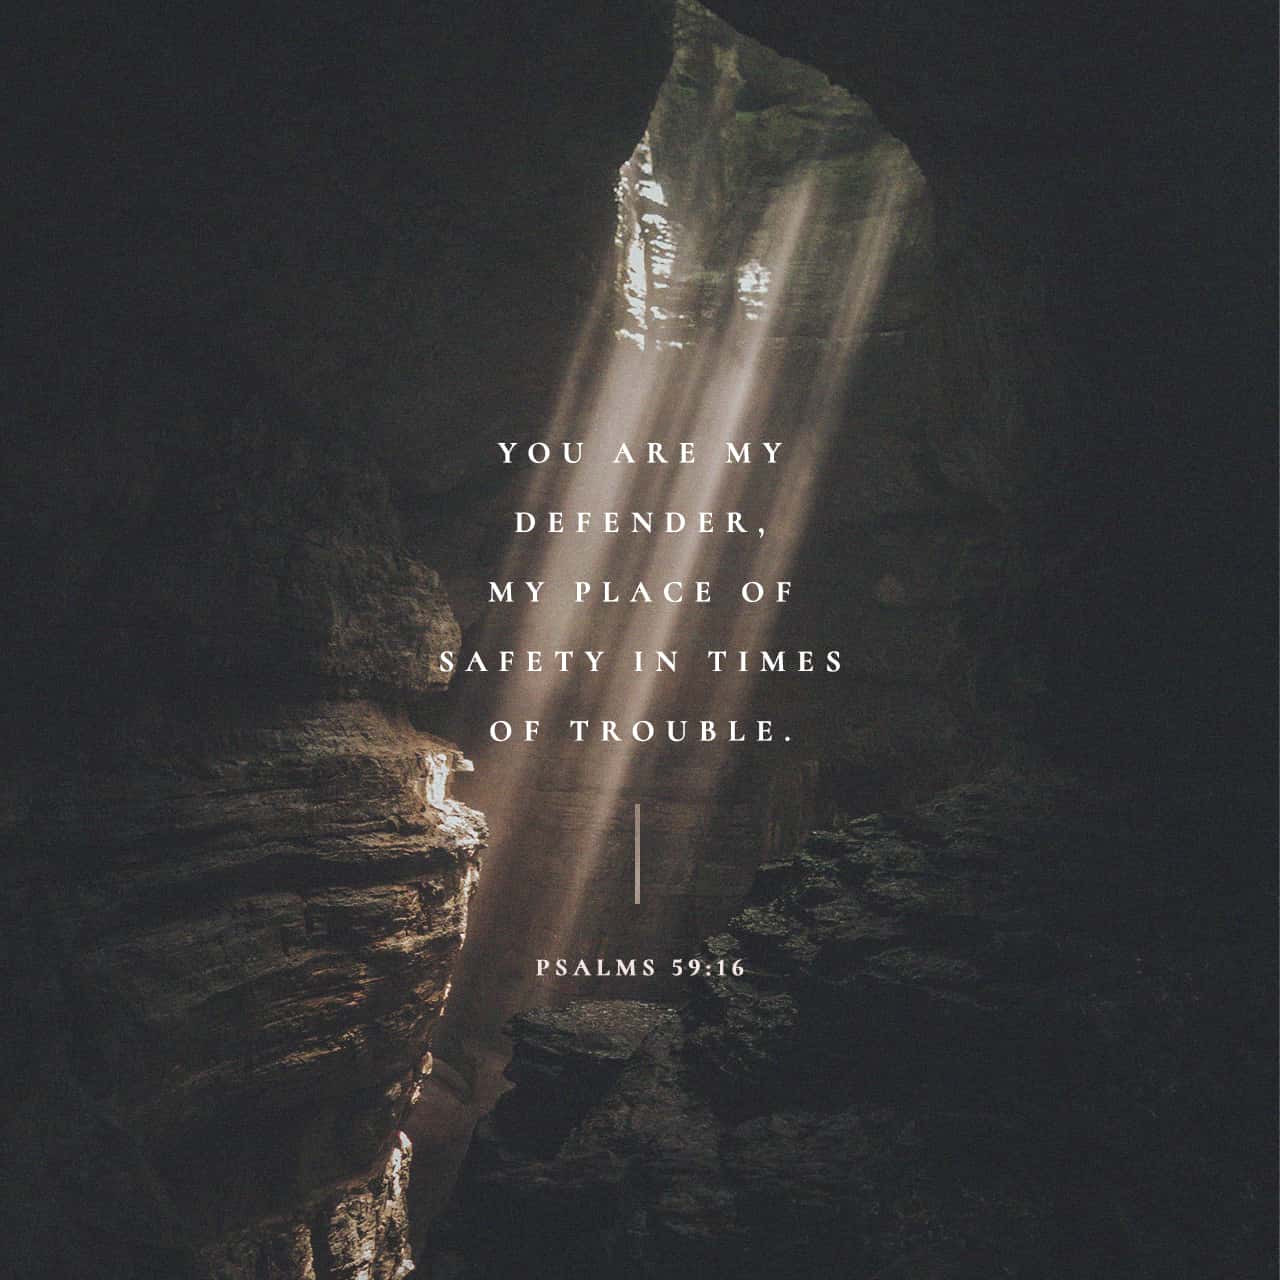 YOU ARE MY
DEFENDER,
MY PLACE OF
SAFETY IN TIMES
OF TROUBLE.
PSALMS 59:16